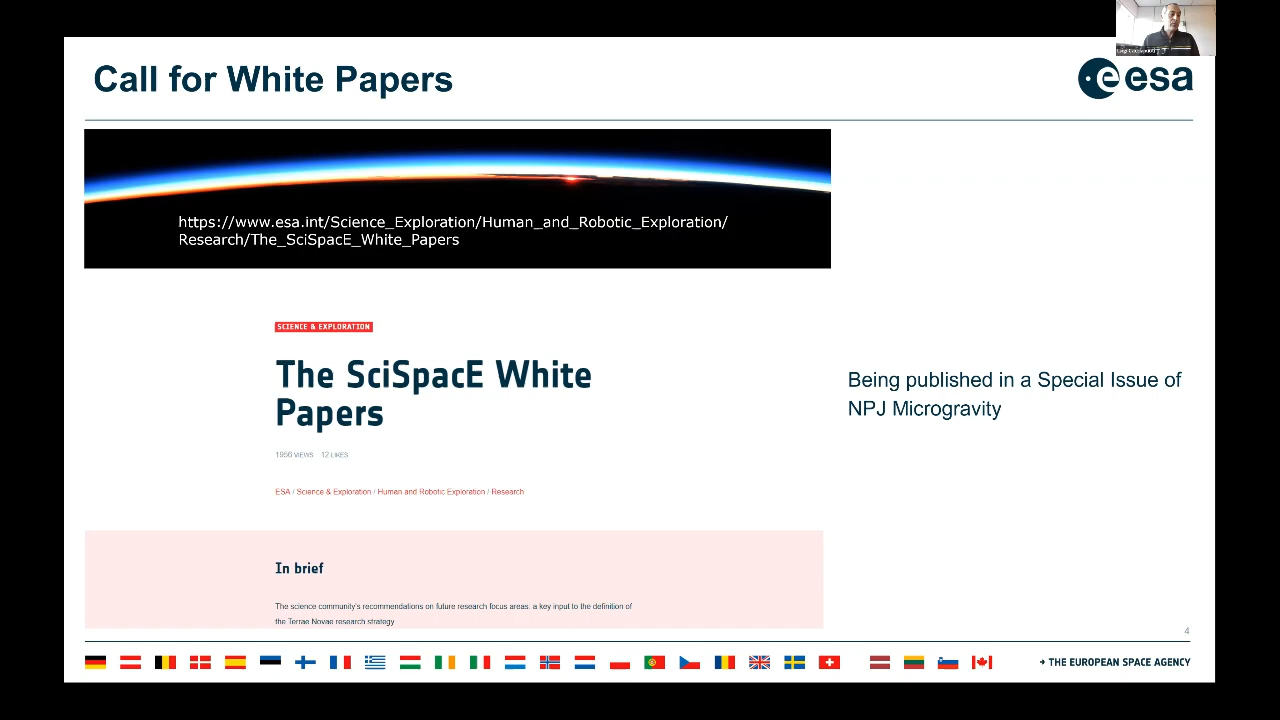 Call for White Papers
esa
https://www.esa.int/Science_Exploration/Human_and_Robotic_Exploration/
Research/The_SciSpacE_White_Papers
SCIENCE & EXPLORATION
The SciSpacE White
Papers
1956 VIEWS 12 LIKES
ESA / Science & Exploration / Human and Robotic Exploration / Research
Being published in a Special Issue of
NPJ Microgravity
In brief
The science community's recommendations on future research focus areas: a key input to the definition of
the Terrae Novae research strategy
4
→ THE EUROPEAN SPACE AGENCY